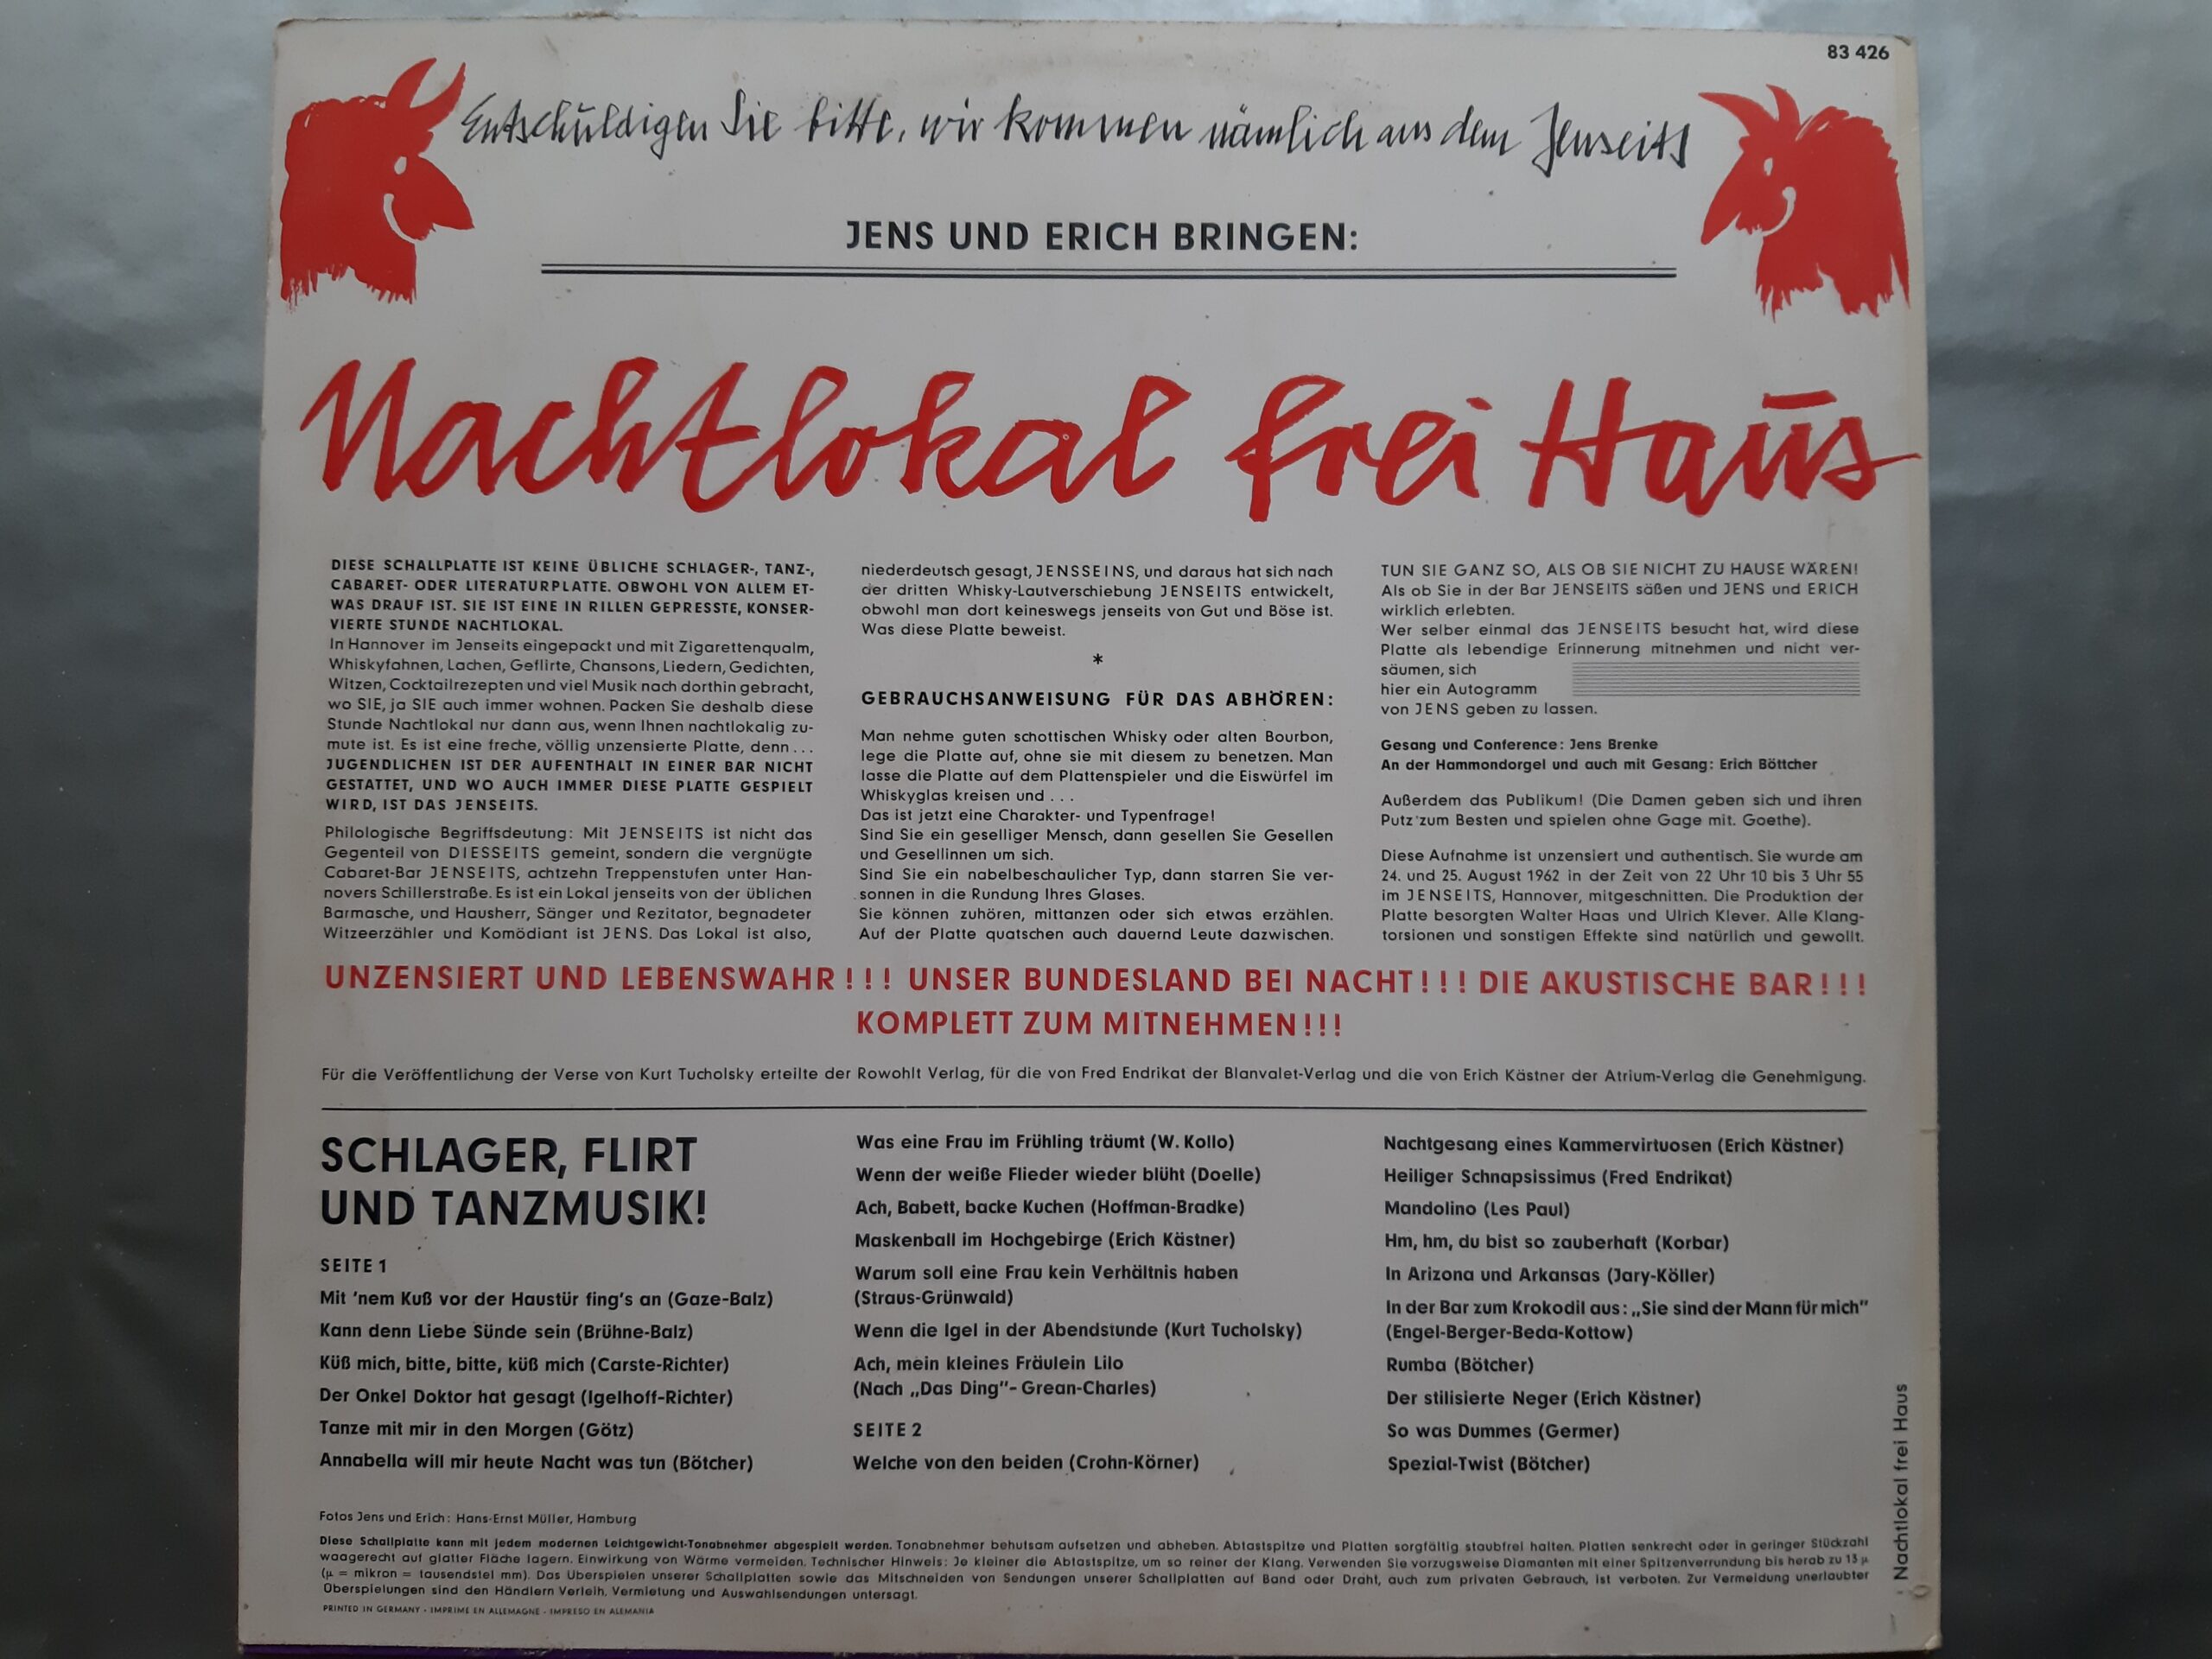 83 426
Entschuldigen Sie bitte, wir kommen nämlich aus dem Jenseits
JENS UND ERICH BRINGEN:
Nachtlokal frei Haus
DIESE SCHALLPLATTE IST KEINE ÜBLICHE SCHLAGER-, TANZ-,
CABARET- ODER LITERATURPLATTE. OBWOHL VON ALLEM ET-
WAS DRAUF IST. SIE IST EINE IN RILLEN GEPRESSTE, KONSER-
VIERTE STUNDE NACHTLOKAL.
In Hannover im Jenseits eingepackt und mit Zigarettenqualm,
Whiskyfahnen, Lachen, Geflirte, Chansons, Liedern, Gedichten,
Witzen, Cocktailrezepten und viel Musik nach dorthin gebracht,
wo SIE, ja SIE auch immer wohnen. Packen Sie deshalb diese
Stunde Nachtlokal nur dann aus, wenn Ihnen nachtlokalig zu-
mute ist. Es ist eine freche, völlig unzensierte Platte, denn ...
JUGENDLICHEN IST DER AUFENTHALT IN EINER BAR NICHT
GESTATTET, UND WO AUCH IMMER DIESE PLATTE GESPIELT
WIRD, IST DAS JENSEITS.
Philologische Begriffsdeutung: Mit JENSEITS ist nicht das
Gegenteil von DIESSEITS gemeint, sondern die vergnügte
Cabaret-Bar JENSEITS, achtzehn Treppenstufen unter Han-
novers Schillerstraße. Es ist ein Lokal jenseits von der üblichen
Barmasche, und Hausherr, Sänger und Rezitator, begnadeter
Witzeerzähler und Komödiant ist JENS. Das Lokal ist also,
niederdeutsch gesagt, JENSSEINS, und daraus hat sich nach
der dritten Whisky-Lautverschiebung JENSEITS entwickelt,
obwohl man dort keineswegs jenseits von Gut und Böse ist.
Was diese Platte beweist.
*
GEBRAUCHSANWEISUNG FÜR DAS ABHÖREN:
Man nehme guten schottischen Whisky oder alten Bourbon,
lege die Platte auf, ohne sie mit diesem zu benetzen. Man
lasse die Platte auf dem Plattenspieler und die Eiswürfel im
Whiskyglas kreisen und ...
Das ist jetzt eine Charakter- und Typenfrage!
Sind Sie ein geselliger Mensch, dann gesellen Sie Gesellen
und Gesellinnen um sich.
Sind Sie ein nabelbeschaulicher Typ, dann starren Sie ver-
sonnen in die Rundung Ihres Glases.
Sie können zuhören, mittanzen oder sich etwas erzählen.
Auf der Platte quatschen auch dauernd Leute dazwischen.
TUN SIE GANZ SO, ALS OB SIE NICHT ZU HAUSE WÄREN!
Als ob Sie in der Bar JENSEITS säßen und JENS und ERICH
wirklich erlebten.
Wer selber einmal das JENSEITS besucht hat, wird diese
Platte als lebendige Erinnerung mitnehmen und nicht ver-
säumen, sich
hier ein Autogramm
von JENS geben zu lassen.
Gesang und Conference: Jens Brenke
An der Hammondorgel und auch mit Gesang: Erich Böttcher
Außerdem das Publikum! (Die Damen geben sich und ihren
Putz zum Besten und spielen ohne Gage mit. Goethe).
Diese Aufnahme ist unzensiert und authentisch. Sie wurde am
24. und 25. August 1962 in der Zeit von 22 Uhr 10 bis 3 Uhr 55
im JENSEITS, Hannover, mitgeschnitten. Die Produktion der
Platte besorgten Walter Haas und Ulrich Klever. Alle Klang-
torsionen und sonstigen Effekte sind natürlich und gewollt.
UNZENSIERT UND LEBENSWAHR!!! UNSER BUNDESLAND BEI NACHT!!! DIE AKUSTISCHE BAR!!!
KOMPLETT ZUM MITNEHMEN!!!
Für die Veröffentlichung der Verse von Kurt Tucholsky erteilte der Rowohlt Verlag, für die von Fred Endrikat der Blanvalet-Verlag und die von Erich Kästner der Atrium-Verlag die Genehmigung.
SCHLAGER, FLIRT
UND TANZMUSIK!
SEITE 1
Mit 'nem Kuß vor der Haustür fing's an (Gaze-Balz)
Kann denn Liebe Sünde sein (Brühne-Balz)
Küß mich, bitte, bitte, küß mich (Carste-Richter)
Der Onkel Doktor hat gesagt (Igelhoff-Richter)
Tanze mit mir in den Morgen (Götz)
Annabella will mir heute Nacht was tun (Bötcher)
Was eine Frau im Frühling träumt (W. Kollo)
Wenn der weiße Flieder wieder blüht (Doelle)
Ach, Babett, backe Kuchen (Hoffman-Bradke)
Maskenball im Hochgebirge (Erich Kästner)
Warum soll eine Frau kein Verhältnis haben
(Straus-Grünwald)
Wenn die Igel in der Abendstunde (Kurt Tucholsky)
Ach, mein kleines Fräulein Lilo
(Nach „Das Ding"- Grean-Charles)
SEITE 2
Welche von den beiden (Crohn-Körner)
Nachtgesang eines Kammervirtuosen (Erich Kästner)
Heiliger Schnapsissimus (Fred Endrikat)
Mandolino (Les Paul)
Hm, hm, du bist so zauberhaft (Korbar)
In Arizona und Arkansas (Jary-Köller)
In der Bar zum Krokodil aus: „Sie sind der Mann für mich"
(Engel-Berger-Beda-Kottow)
Rumba (Bötcher)
Der stilisierte Neger (Erich Kästner)
So was Dummes (Germer)
Spezial-Twist (Bötcher)
Fotos Jens und Erich: Hans-Ernst Müller, Hamburg
Diese Schallplatte kann mit jedem modernen Leichtgewicht-Tonabnehmer abgespielt werden. Tonabnehmer behutsam aufsetzen und abheben. Abtastspitze und Platten sorgfältig staubfrei halten. Platten senkrecht oder in geringer Stückzahl
waagerecht auf glatter Fläche lagern. Einwirkung von Wärme vermeiden. Technischer Hinweis: Je kleiner die Abtastspitze, um so reiner der Klang. Verwenden Sie vorzugsweise Diamanten mit einer Spitzenverrundung bis herab zu 13 µ
(µ = mikron = tausendstel mm). Das Überspielen unserer Schallplatten sowie das Mitschneiden von Sendungen unserer Schallplatten auf Band oder Draht, auch zum privaten Gebrauch, ist verboten. Zur Vermeidung unerlaubter
Überspielungen sind den Händlern Verleih, Vermietung und Auswahlsendungen untersagt.
PRINTED IN GERMANY - IMPRIMÉ EN ALLEMAGNE - IMPRESO EN ALEMANIA
Nachtlokal frei Haus